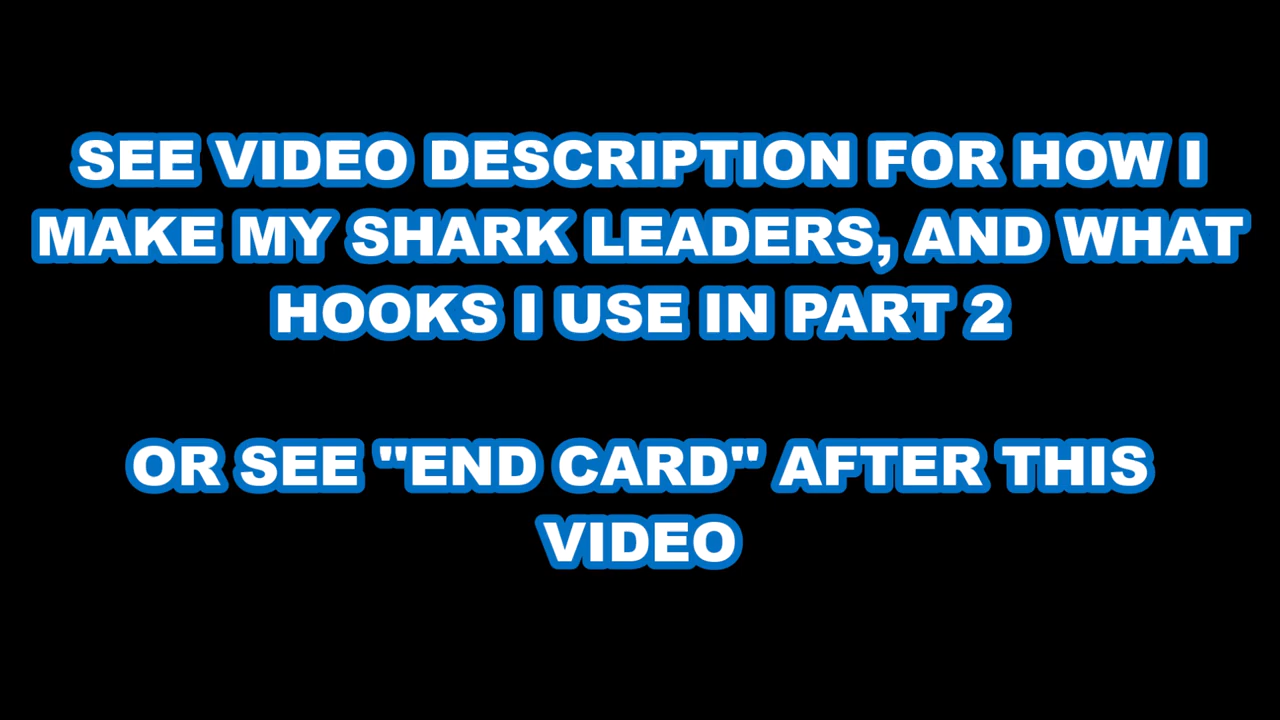 SEE VIDEO DESCRIPTION FOR HOW I
MAKE MY SHARK LEADERS, AND WHAT
HOOKS I USE IN PART 2
OR SEE "END CARD" AFTER THIS
VIDEO